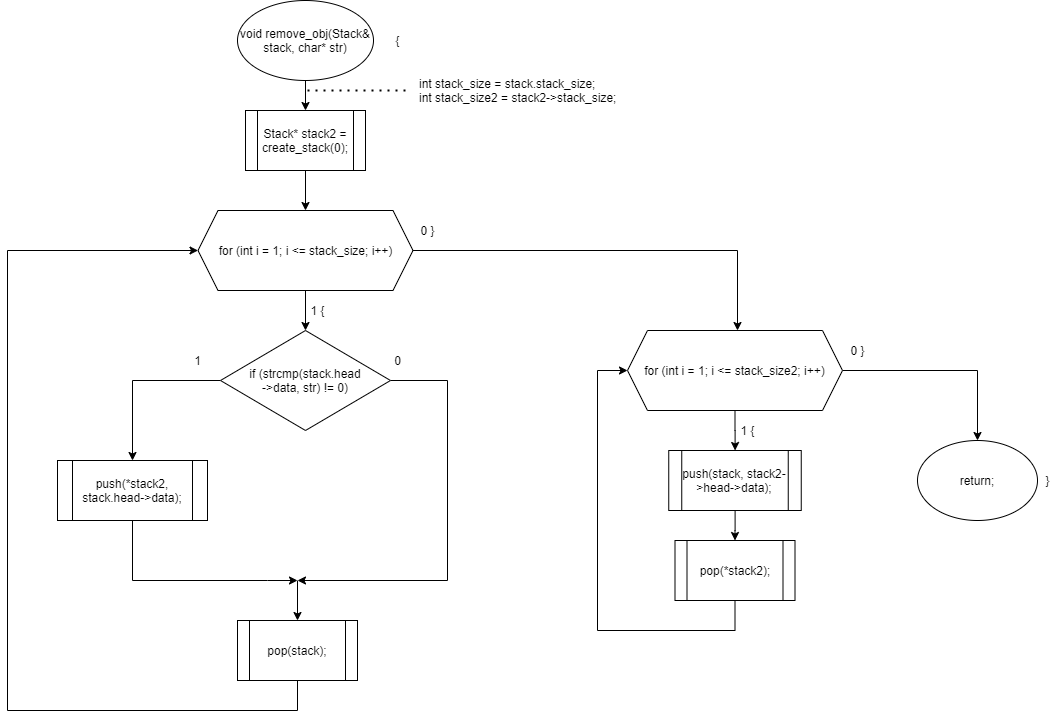 void remove_obj(Stack&
stack, char* str)
{
int stack_size = stack.stack_size;
int stack_size2 = stack2->stack_size;
Stack* stack2 =
create_stack(0);
for (int i = 1; i <= stack_size; i++)
0 }
1 {
if (strcmp(stack.head
->data, str) != 0)
1
0
push(*stack2,
stack.head->data);
pop(stack);
for (int i = 1; i <= stack_size2; i++)
0 }
1 {
push(stack, stack2-
>head->data);
pop(*stack2);
return;
}